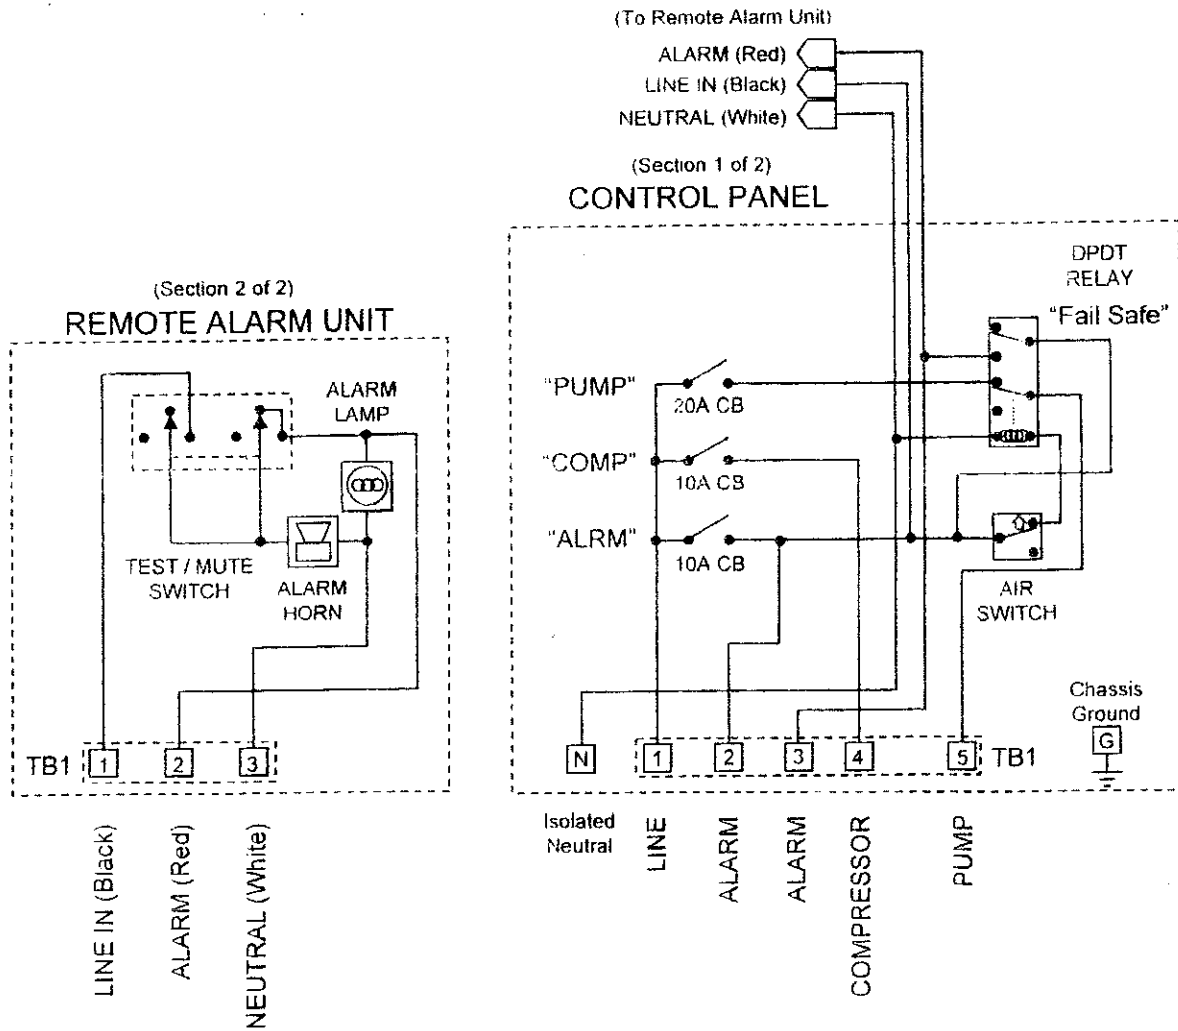 (To Remote Alarm Unit)
ALARM (Red)
LINE IN (Black)
NEUTRAL (White)
(Section 1 of 2)
CONTROL PANEL
DPDT
RELAY
"Fail Safe"
"PUMP"
20A CB
"COMP"
10A CB
"ALRM"
10A CB
AIR
SWITCH
Chassis
Ground
G
N
1
2
3
4
5
TB1
Isolated
Neutral
LINE
ALARM
ALARM
COMPRESSOR
PUMP
(Section 2 of 2)
REMOTE ALARM UNIT
ALARM
LAMP
TEST / MUTE
SWITCH
ALARM
HORN
TB1
1
2
3
LINE IN (Black)
ALARM (Red)
NEUTRAL (White)